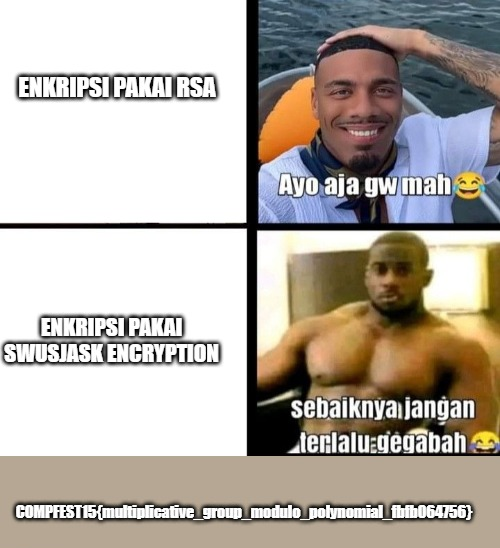 ENKRIPSI PAKAI RSA
Ayo aja gw mah😂
ENKRIPSI PAKAI
SWUSJASK ENCRYPTION
sebaiknya jangan
terlalu gegabah😂
COMPFEST15{multiplicative_group_modulo_polynomial_fbfb064756}